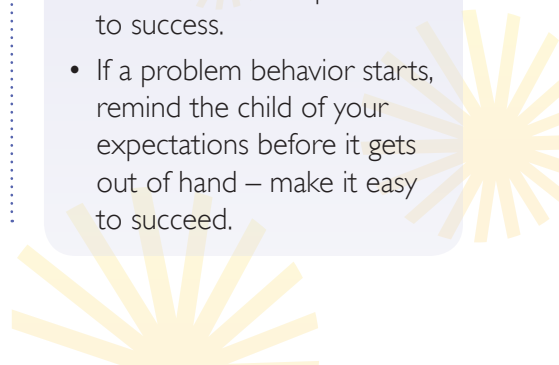 to success.
• If a problem behavior starts,
remind the child of your
expectations before it gets
out of hand – make it easy
to succeed.